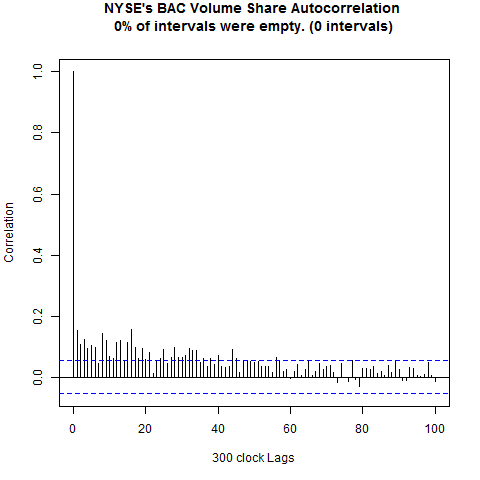 NYSE's BAC Volume Share Autocorrelation
0% of intervals were empty. (0 intervals)
Correlation
1.0
0.8
0.6
0.4
0.2
0.0
0 20 40 60 80 100
300 clock Lags